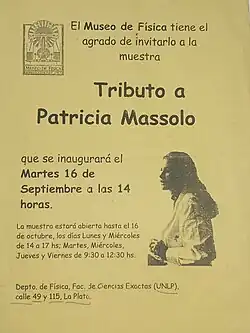 MUSEO DE FÍSICA
El Museo de Física tiene el
agrado de invitarlo a la
muestra
Tributo a
Patricia Massolo
que se inaugurará el
Martes 16 de
Septiembre a las 14
horas.
La muestra estará abierta hasta el 16
de octubre, los días Lunes y Miércoles
de 14 a 17 hs; Martes, Miércoles,
Jueves y Viernes de 9:30 a 12:30 hs.
Depto. de Física, Fac. de Ciencias Exactas (UNLP),
calle 49 y 115, La Plata.